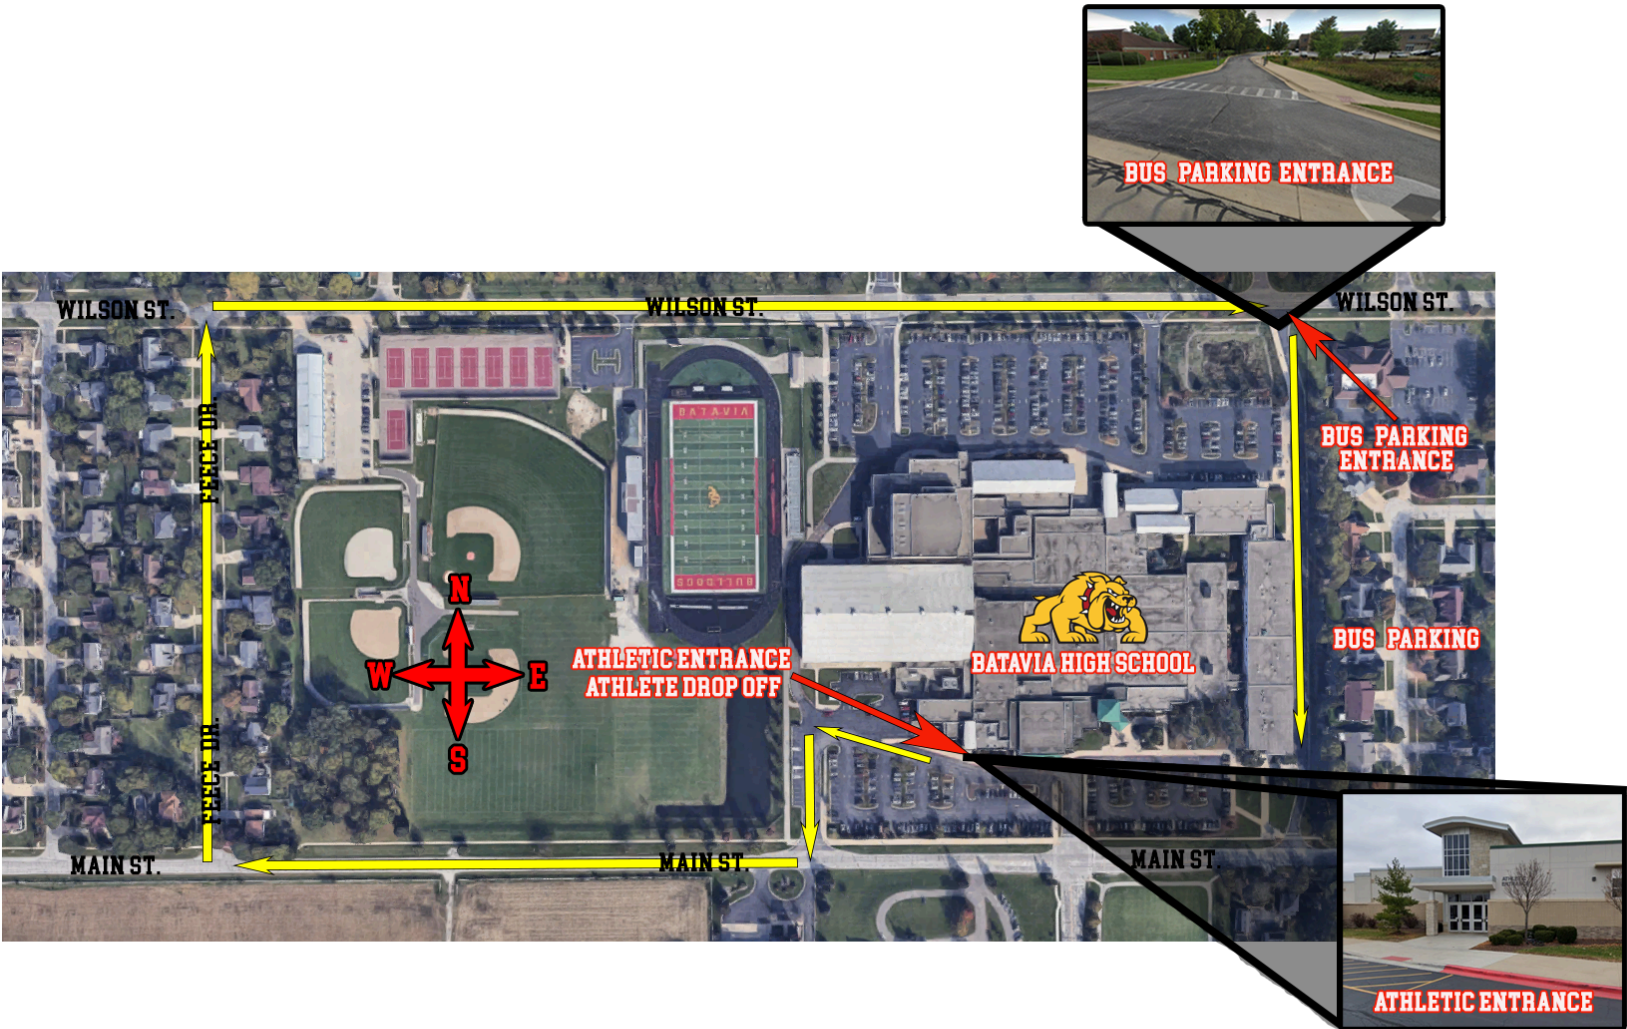 BUS PARKING ENTRANCE
WILSON ST.
WILSON ST.
WILSON ST.
FEECE DR.
BATAVIA
BUS PARKING
ENTRANCE
BULLDOGS
N
W
E
S
ATHLETIC ENTRANCE
ATHLETE DROP OFF
BATAVIA HIGH SCHOOL
BUS PARKING
FEECE DR.
MAIN ST.
MAIN ST.
MAIN ST.
ATHLETIC ENTRANCE